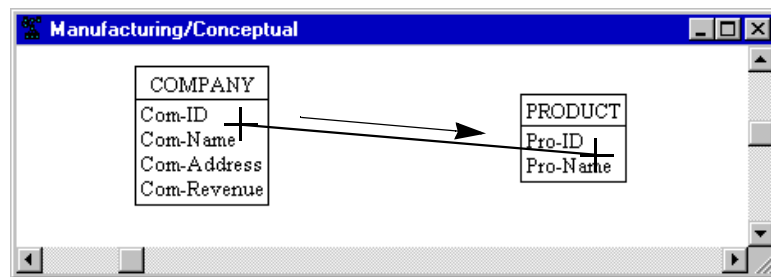 Manufacturing/Conceptual
COMPANY
Com-ID
Com-Name
Com-Address
Com-Revenue
PRODUCT
Pro-ID
Pro-Name